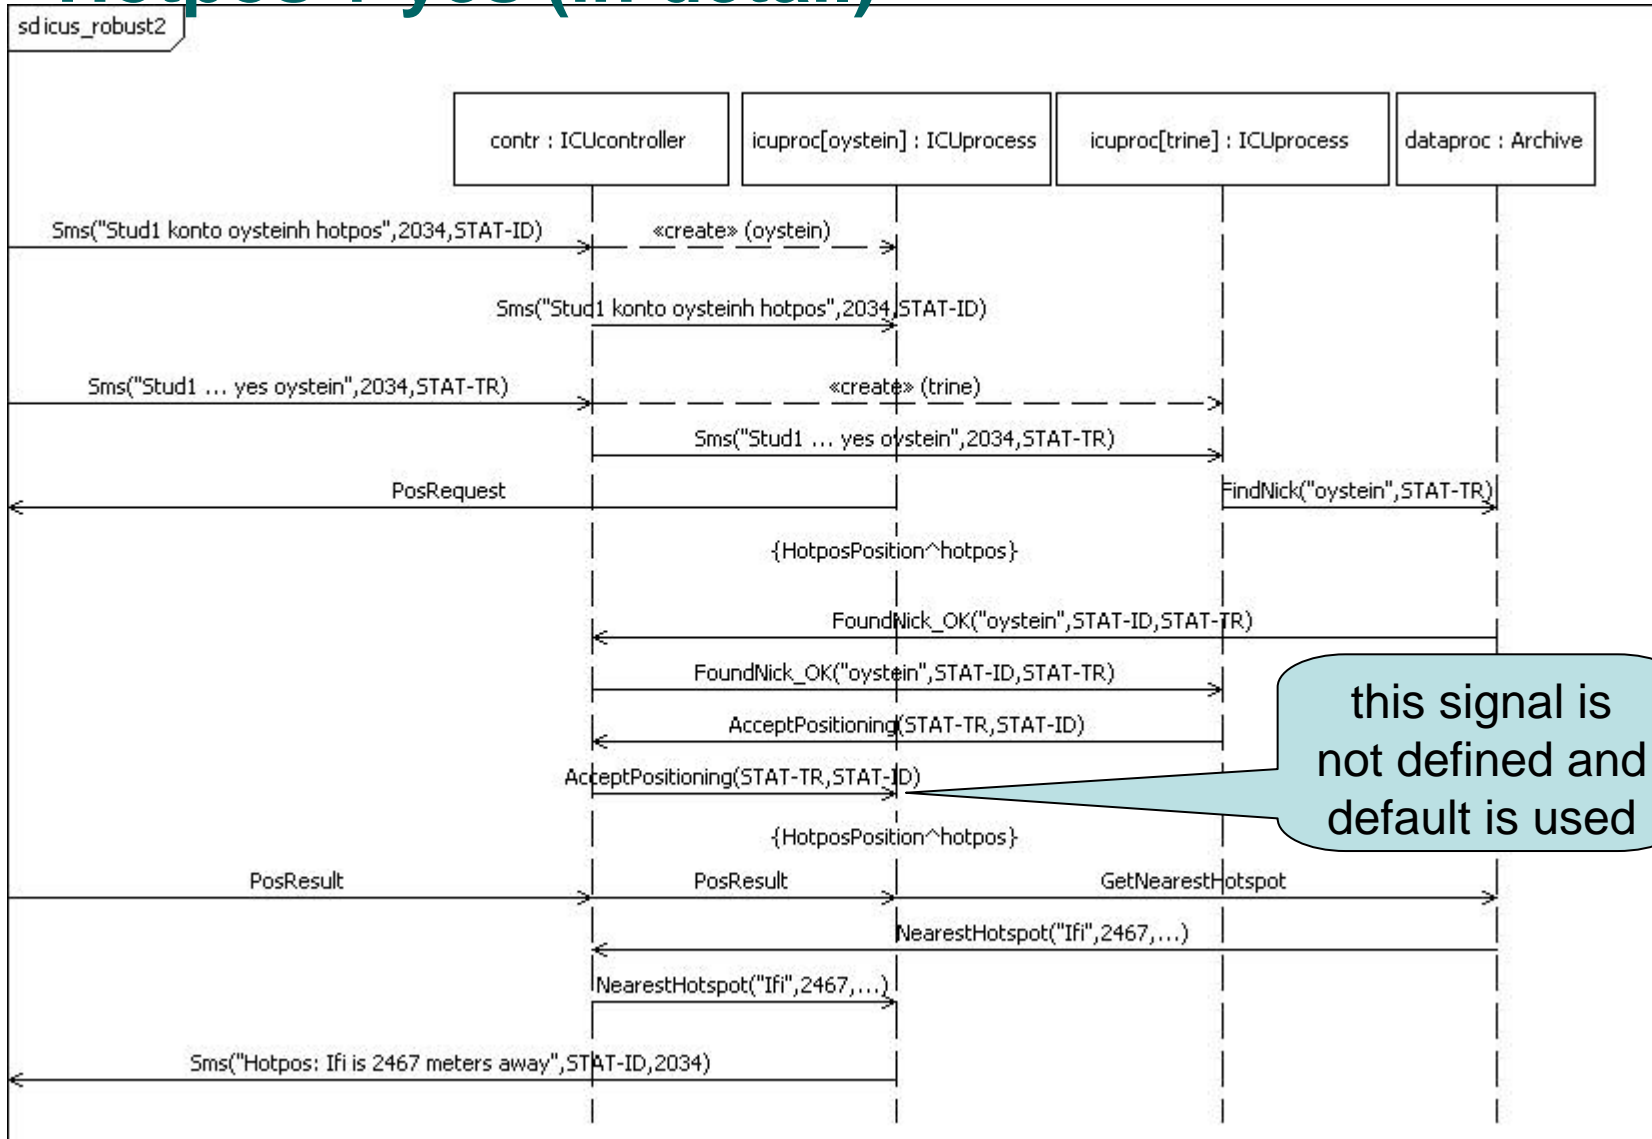 (in detail)
sd icus_robust2
contr : ICUcontroller
icuproc[oystein] : ICUprocess
icuproc[trine] : ICUprocess
dataproc : Archive
Sms("Stud1 konto oysteinh hotpos",2034,STAT-ID)
«create» (oystein)
Sms("Stud1 konto oysteinh hotpos",2034,STAT-ID)
Sms("Stud1 ... yes oystein",2034,STAT-TR)
«create» (trine)
Sms("Stud1 ... yes oystein",2034,STAT-TR)
PosRequest
FindNick("oystein",STAT-TR)
{HotposPosition^hotpos}
FoundNick_OK("oystein",STAT-ID,STAT-TR)
FoundNick_OK("oystein",STAT-ID,STAT-TR)
AcceptPositioning(STAT-TR,STAT-ID)
AcceptPositioning(STAT-TR,STAT-ID)
this signal is
not defined and
default is used
{HotposPosition^hotpos}
PosResult
PosResult
GetNearestHotspot
NearestHotspot("Ifi",2467,...)
NearestHotspot("Ifi",2467,...)
Sms("Hotpos: Ifi is 2467 meters away",STAT-ID,2034)